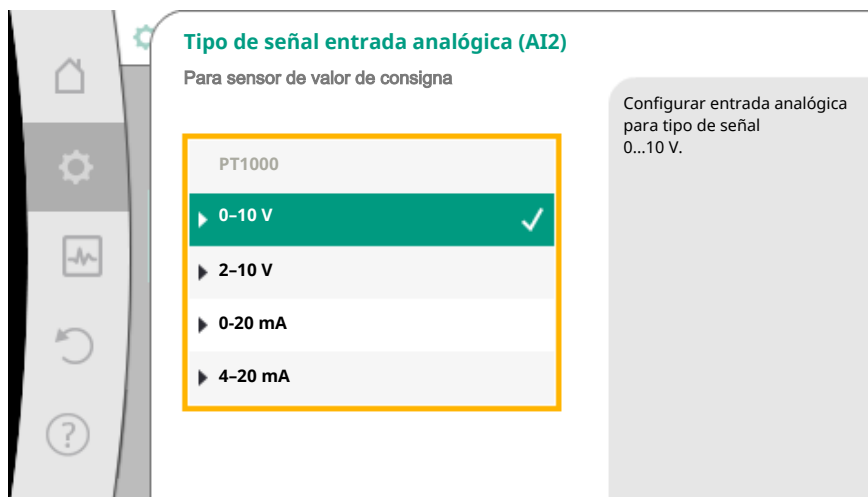 Tipo de señal entrada analógica (AI2)
Para sensor de valor de consigna
Configurar entrada analógica
para tipo de señal
0...10 V.
PT1000
0–10 V
2–10 V
0-20 mA
4–20 mA
?